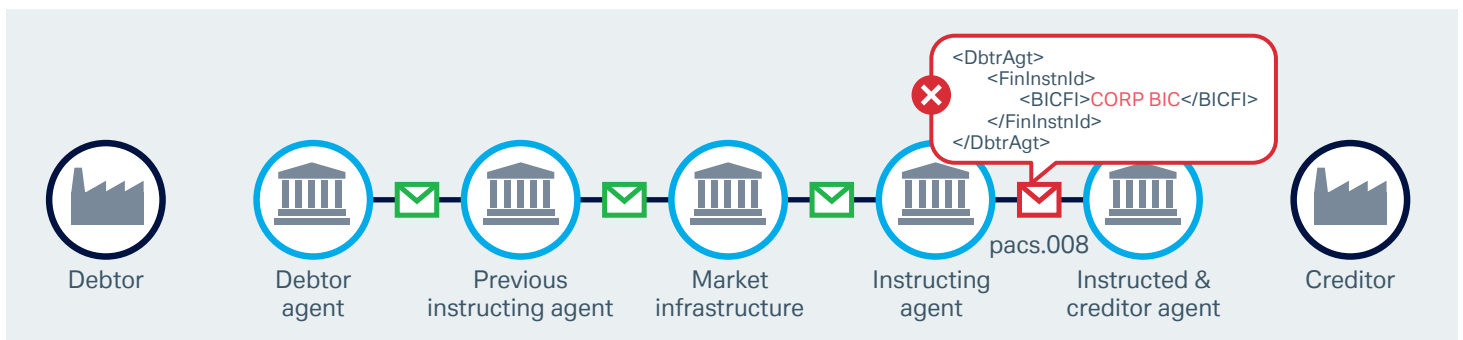 <DbtrAgt>
<FinInstnId>
<BICFI>CORP BIC</BICFI>
</FinInstnId>
</DbtrAgt>
pacs.008
Debtor
Debtor
agent
Previous
instructing agent
Market
infrastructure
Instructing
agent
Instructed &
creditor agent
Creditor